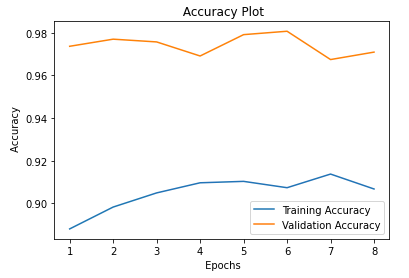 Accuracy Plot
Accuracy
0.98
0.96
0.94
0.92
0.90
Training Accuracy
Validation Accuracy
1 2 3 4 5 6 7 8
Epochs